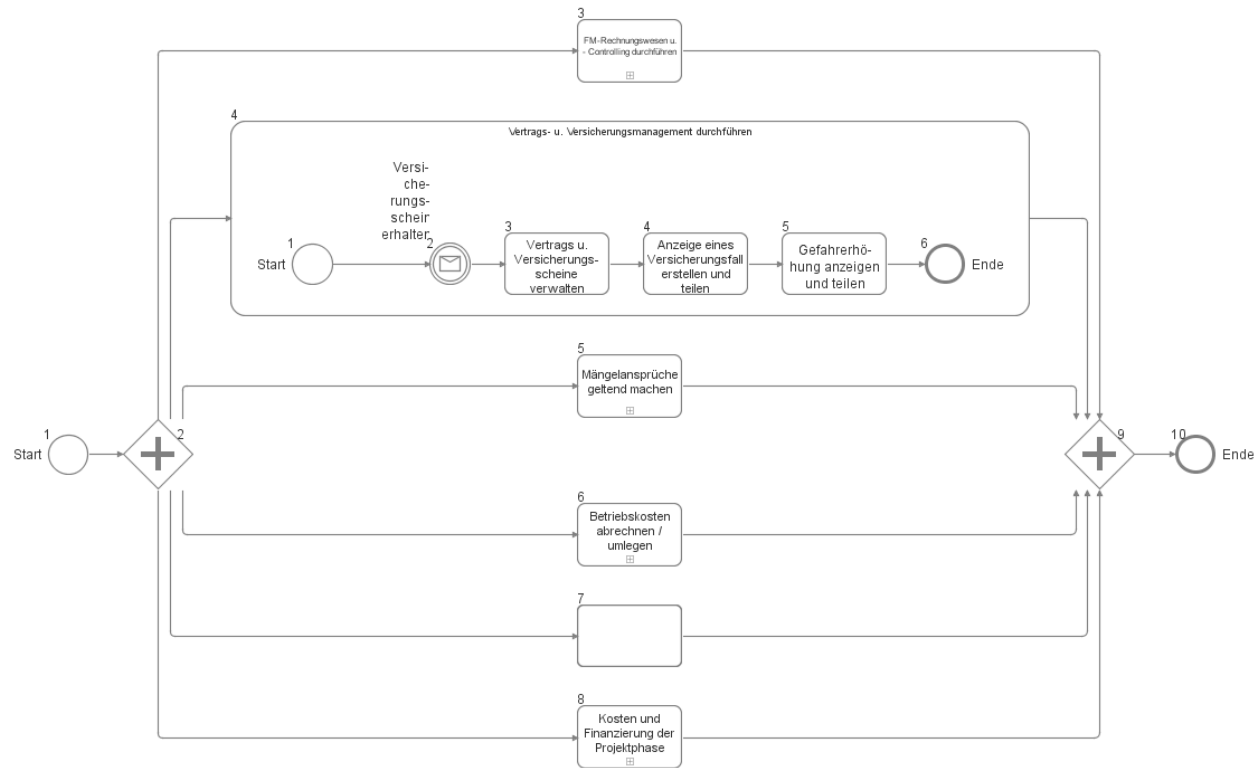 3
FM-Rechnungswesen u.
- Controlling durchführen
4
Vertrags- u. Versicherungsmanagement durchführen
Versi-
che-
rungs-
schein
erhalten
1
Start
2
3
Vertrags u.
Versicherungs-
scheine
verwalten
4
Anzeige eines
Versicherungsfall
erstellen und
teilen
5
Gefahrerhö-
hung anzeigen
und teilen
6
Ende
5
Mängelansprüche
geltend machen
1
Start
2
9
10
Ende
6
Betriebskosten
abrechnen /
umlegen
7
8
Kosten und
Finanzierung der
Projektphase